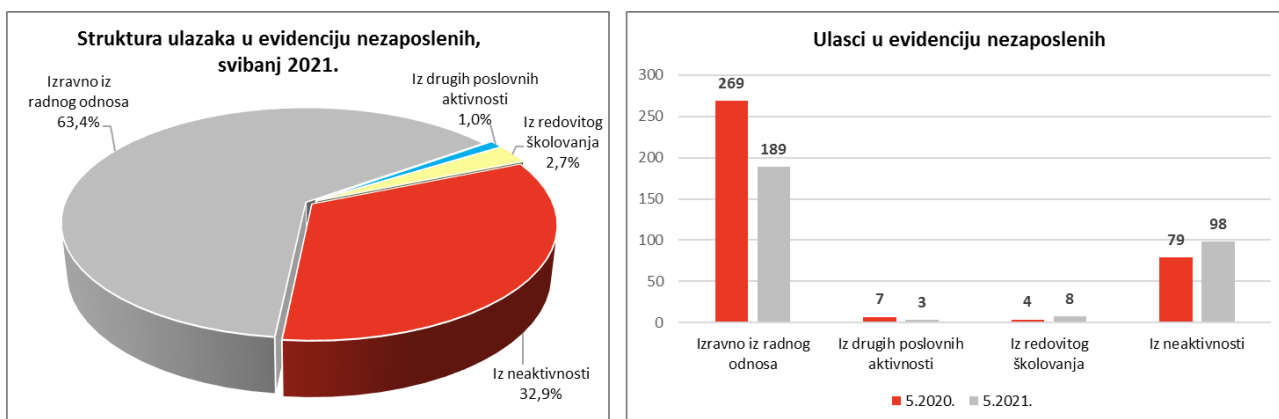 Struktura ulazaka u evidenciju nezaposlenih,
svibanj 2021.
Izravno iz
radnog odnosa
63,4%
Iz drugih poslovnih
aktivnosti
1,0%
Iz redovitog
školovanja
2,7%
Iz neaktivnosti
32,9%
Ulasci u evidenciju nezaposlenih
300
250
200
150
100
50
0
269
189
7
3
4
8
79
98
Izravno iz radnog
odnosa
Iz drugih poslovnih
aktivnosti
Iz redovitog
školovanja
Iz neaktivnosti
5.2020.
5.2021.